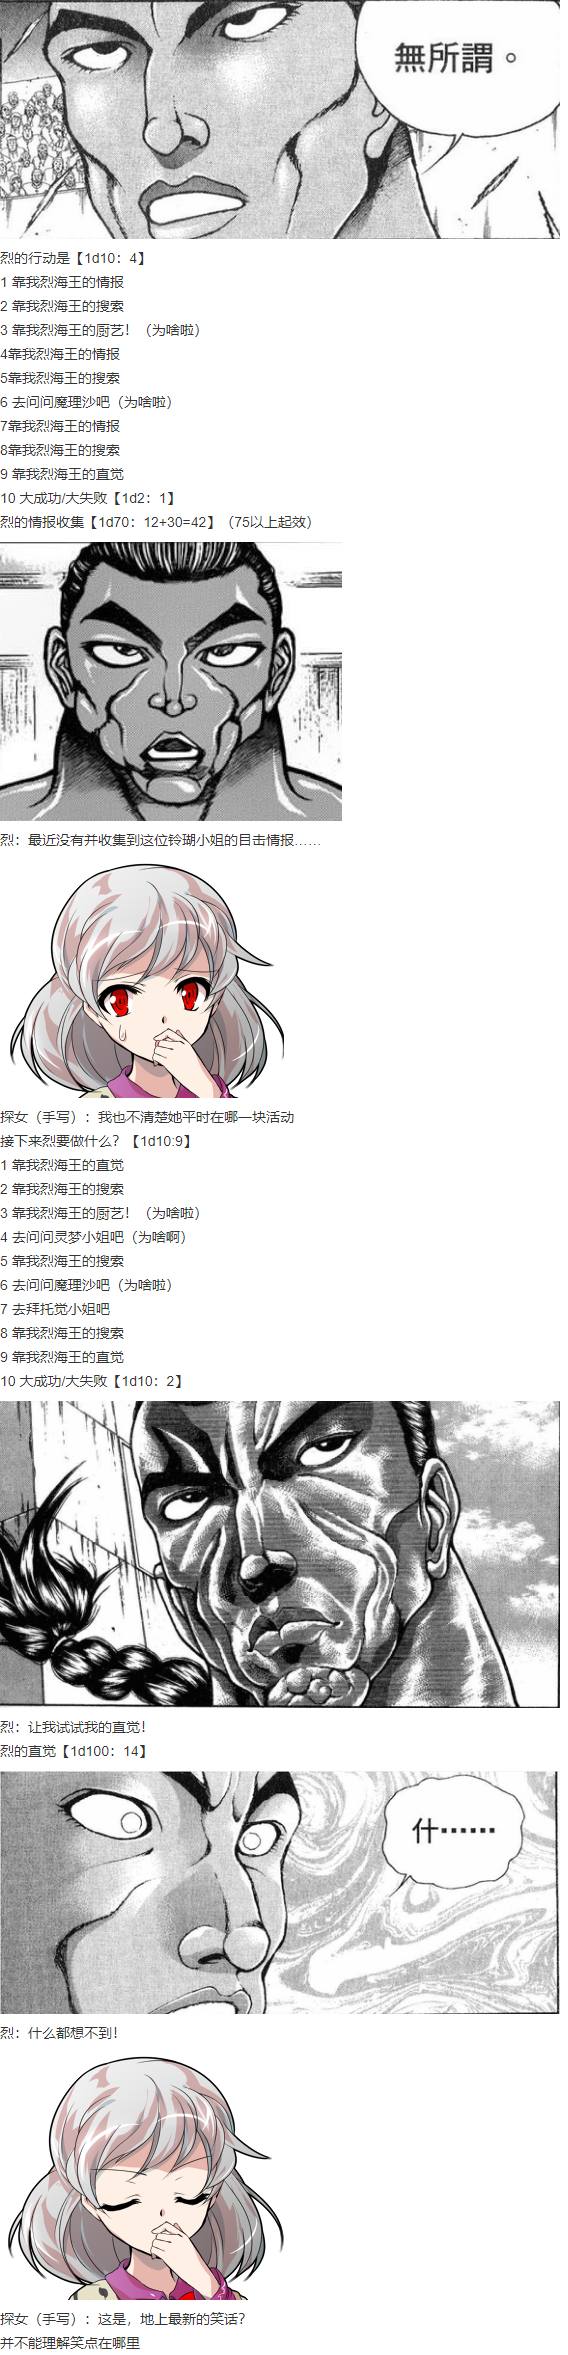 無所謂。
烈的行动是【1d10：4】
1 靠我烈海王的情报
2 靠我烈海王的搜索
3 靠我烈海王的厨艺！（为啥啦）
4靠我烈海王的情报
5靠我烈海王的搜索
6 去问问魔理沙吧（为啥啦）
7靠我烈海王的情报
8靠我烈海王的搜索
9 靠我烈海王的直觉
10 大成功/大失败【1d2：1】
烈的情报收集【1d70：12+30=42】（75以上起效）
烈：最近没有并收集到这位铃瑚小姐的目击情报……
探女（手写）：我也不清楚她平时在哪一块活动
接下来烈要做什么？【1d10:9】
1 靠我烈海王的直觉
2 靠我烈海王的搜索
3 靠我烈海王的厨艺！（为啥啦）
4 去问问灵梦小姐吧（为啥啊）
5 靠我烈海王的搜索
6 去问问魔理沙吧（为啥啦）
7 去拜托觉小姐吧
8 靠我烈海王的搜索
9 靠我烈海王的直觉
10 大成功/大失败【1d10：2】
烈：让我试试我的直觉！
烈的直觉【1d100：14】
什……
烈：什么都想不到！
探女（手写）：这是，地上最新的笑话？
并不能理解笑点在哪里